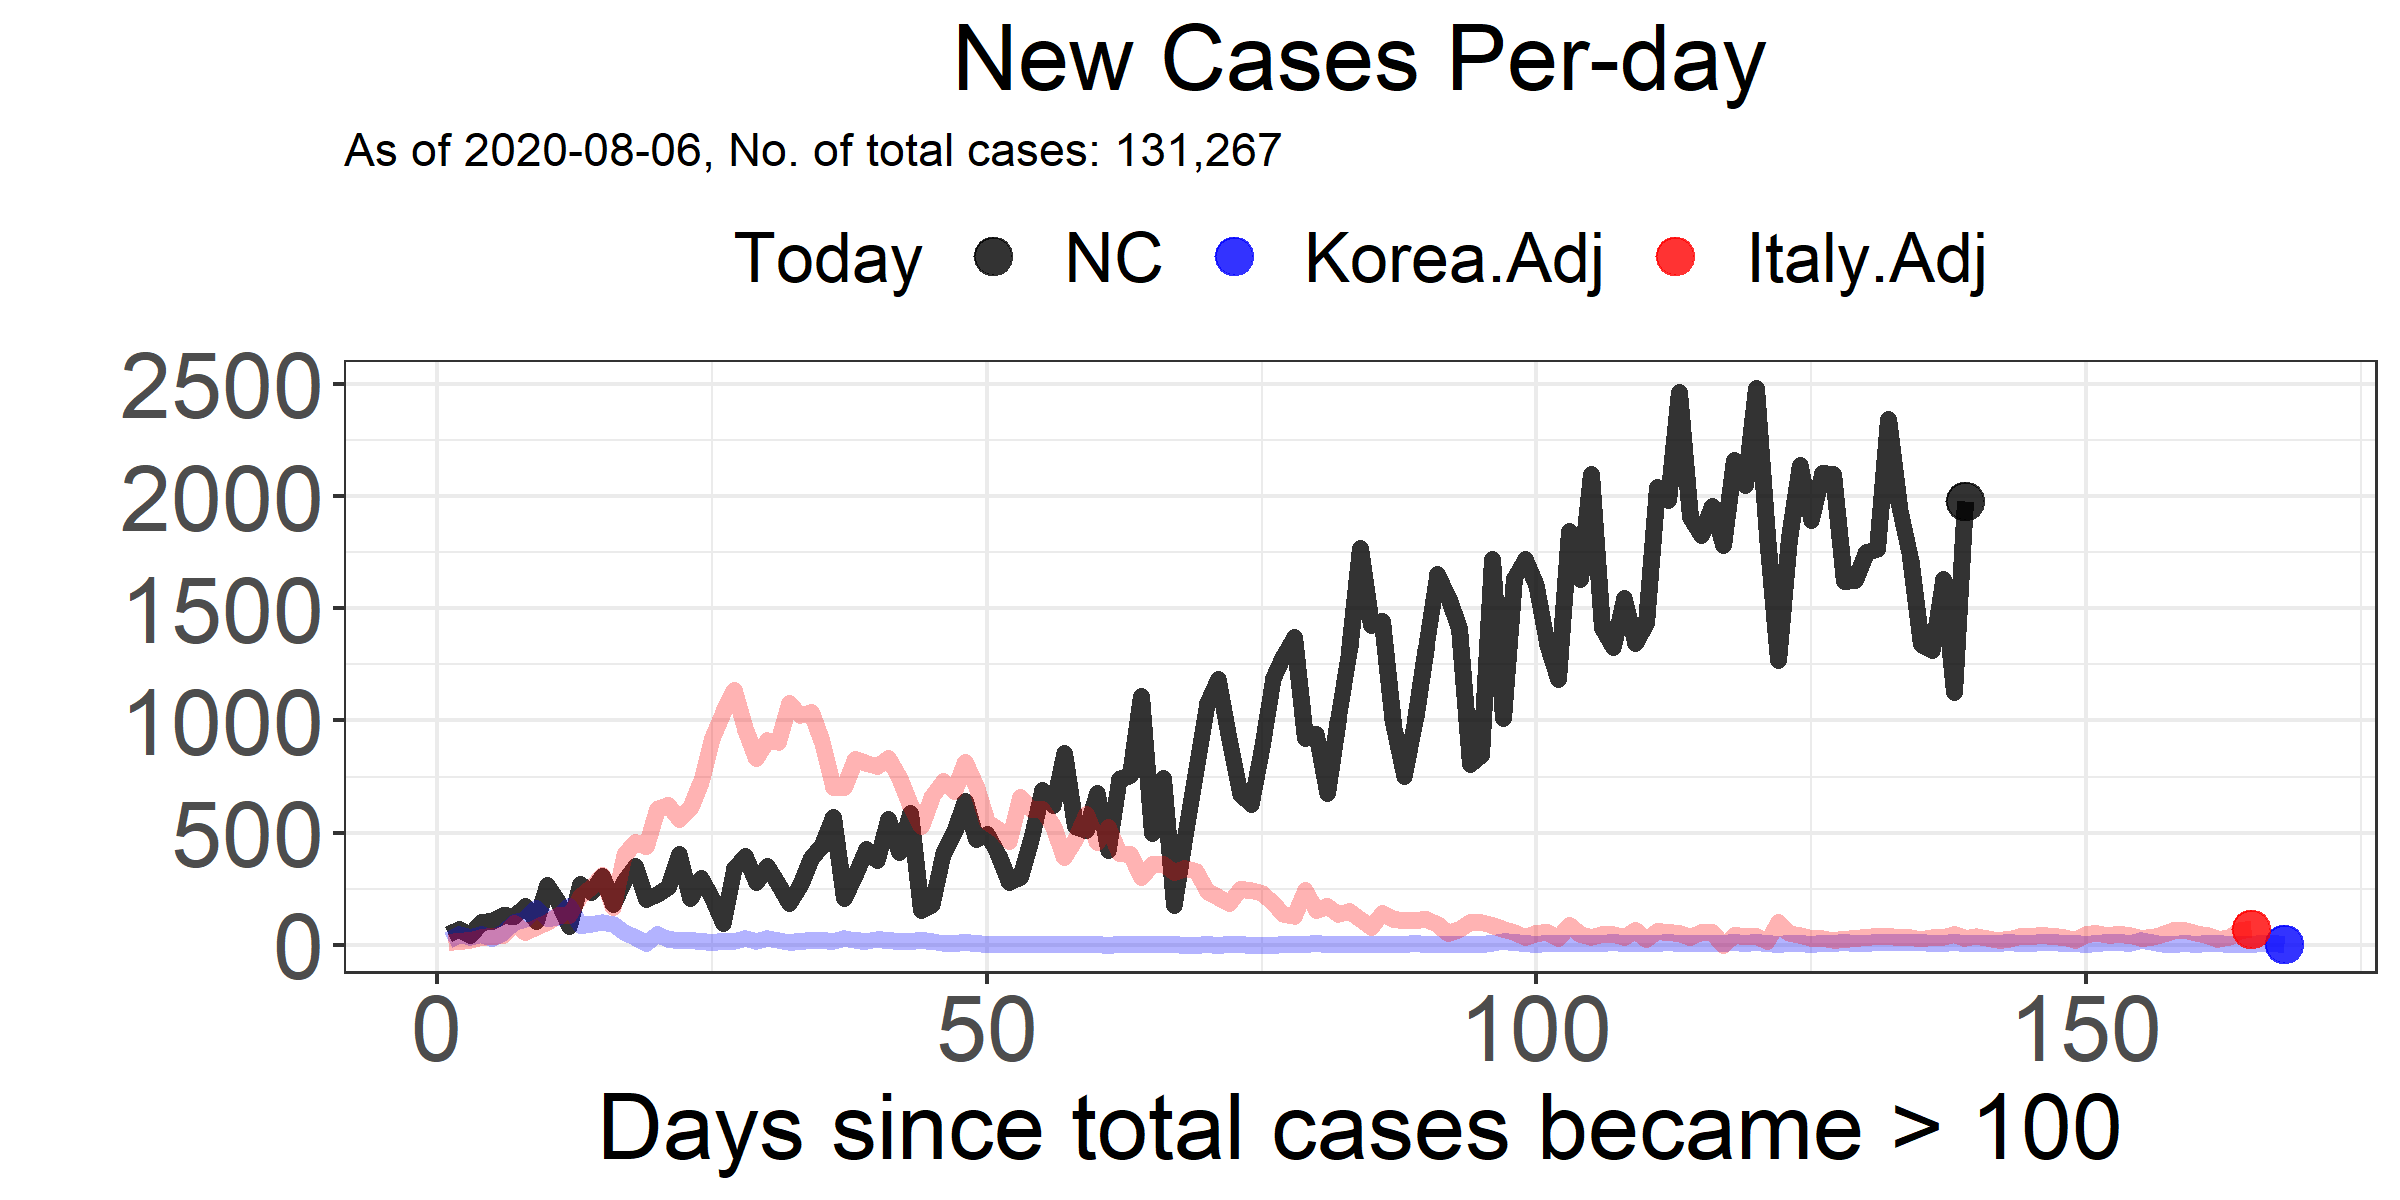 New Cases Per-day
As of 2020-08-06, No. of total cases: 131,267
Today NC Korea.Adj Italy.Adj
2500
2000
1500
1000
500
0
0 50 100 150
Days since total cases became > 100